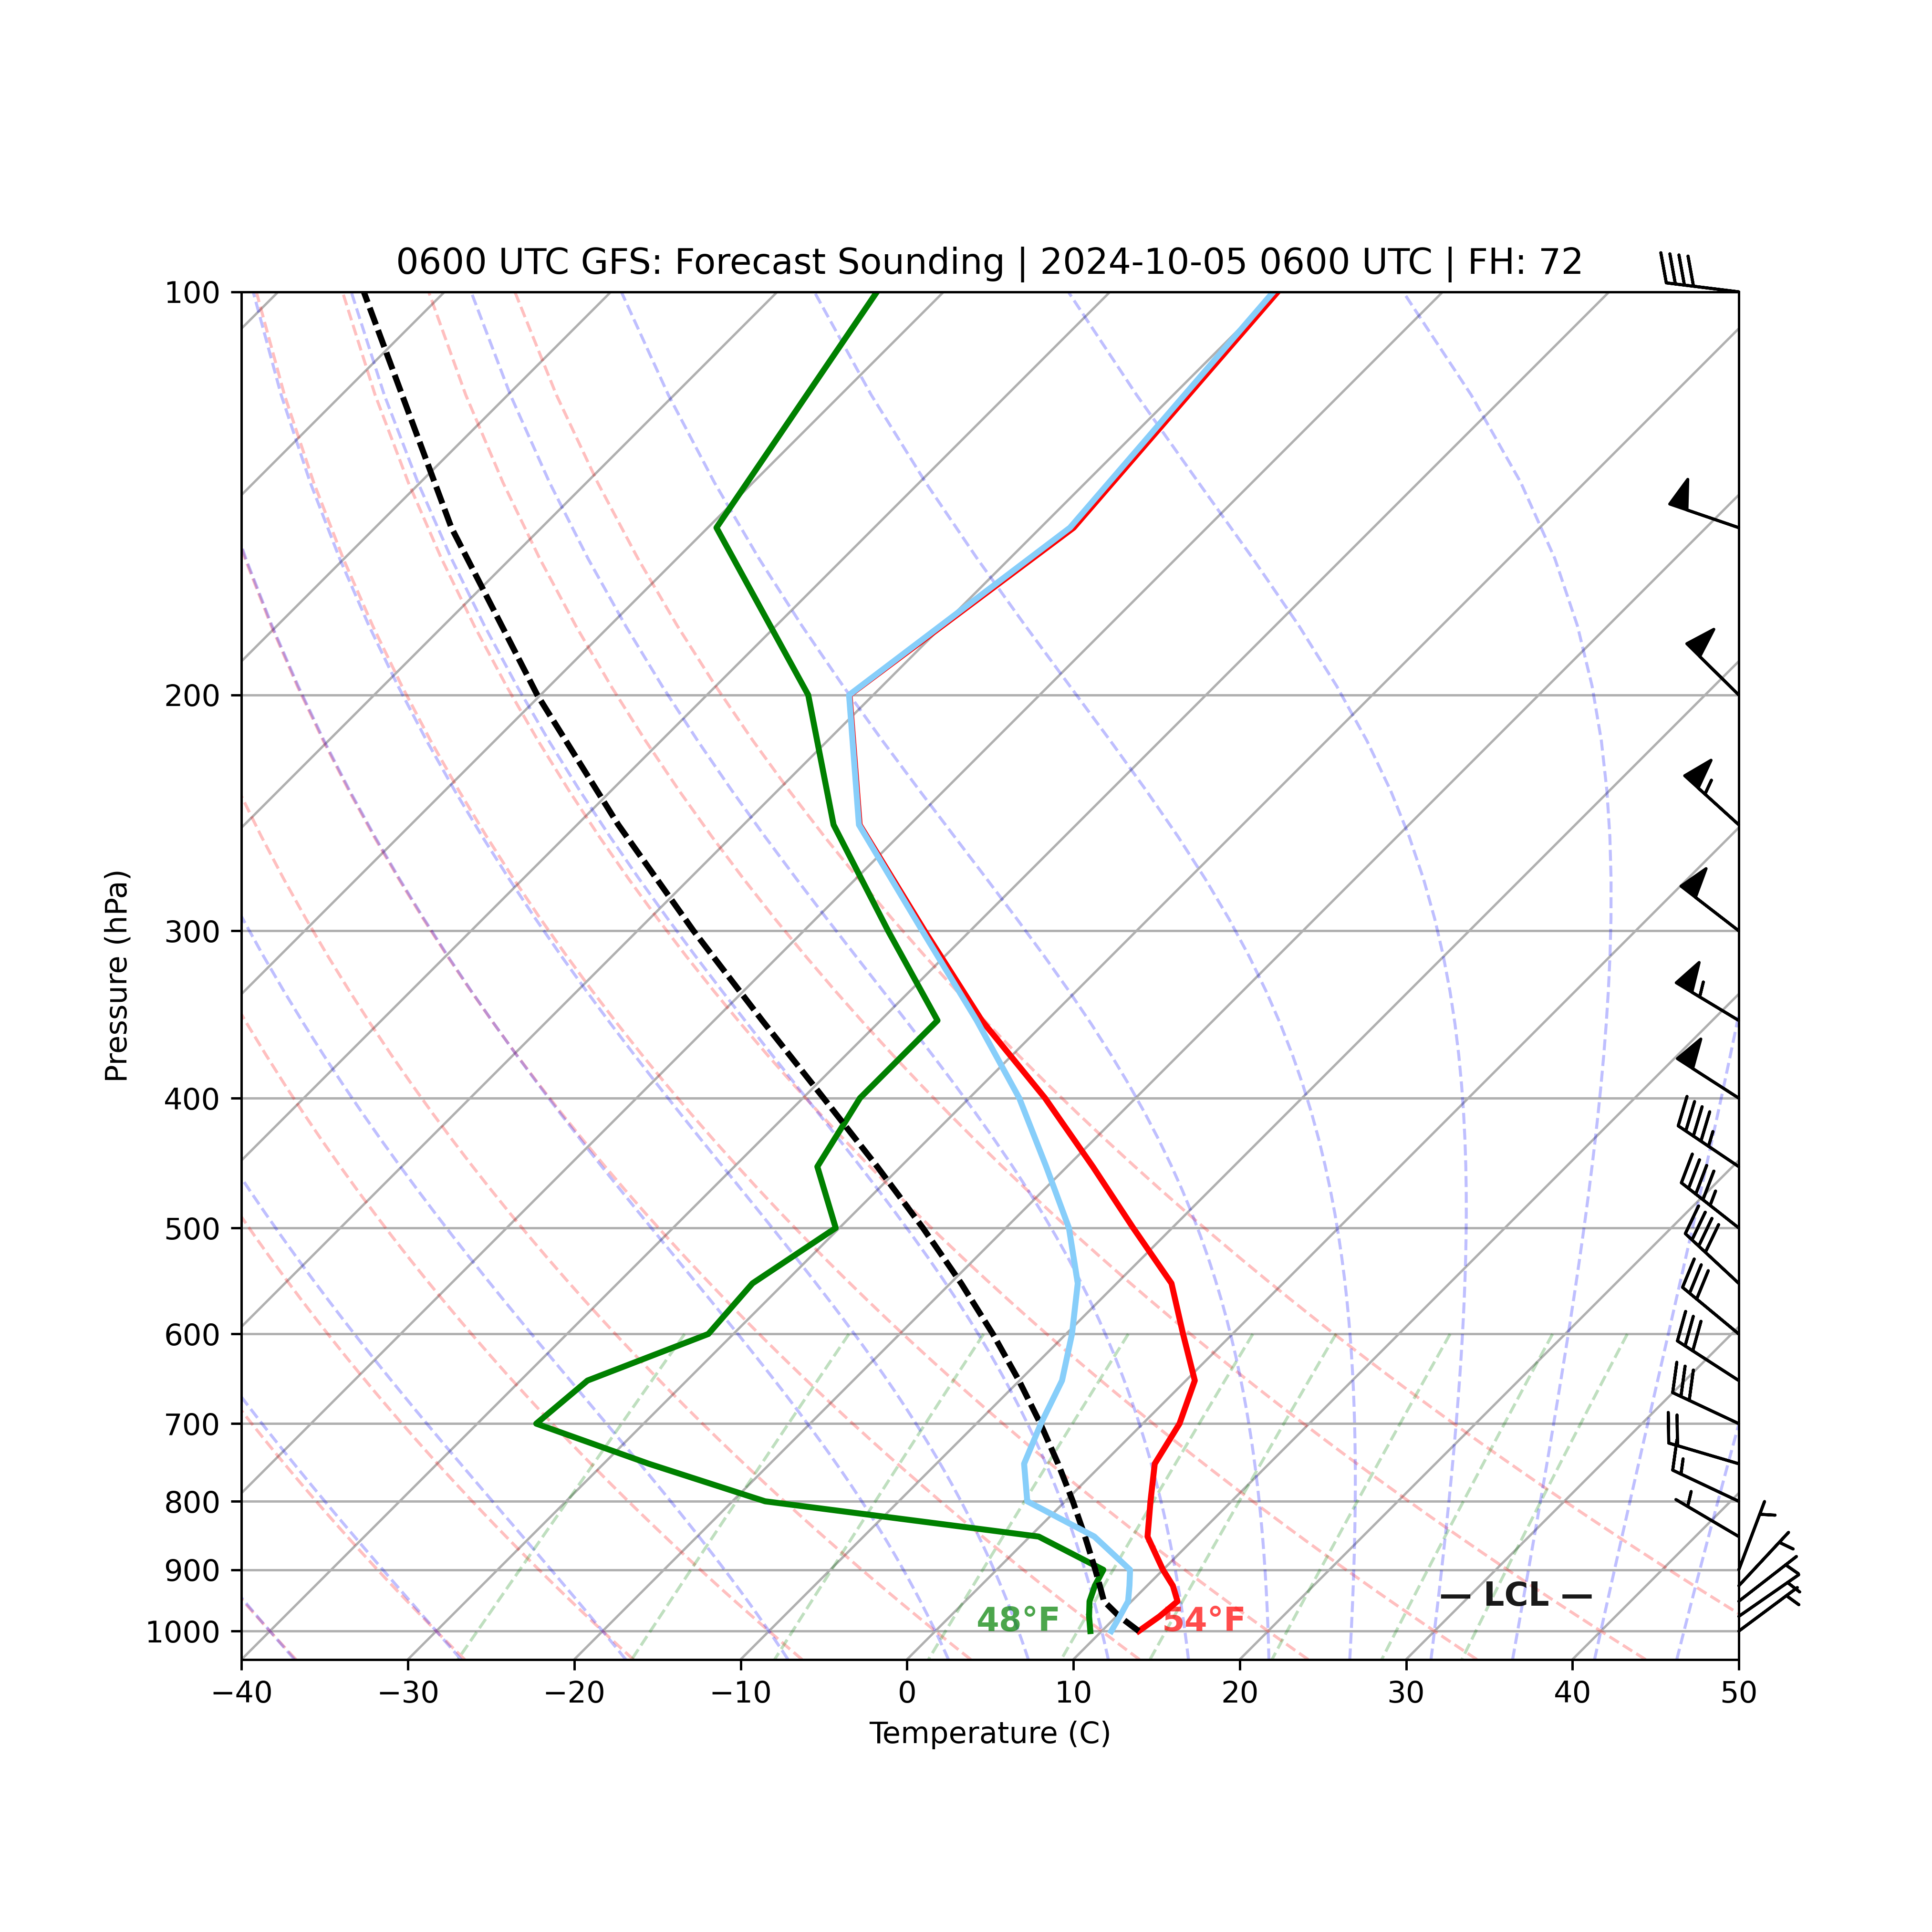 0600 UTC GFS: Forecast Sounding | 2024-10-05 0600 UTC | FH: 72
100
200
300
400
500
600
700
800
900
1000
Pressure (hPa)
— LCL —
48°F
54°F
−40 −30 −20 −10 0 10 20 30 40 50
Temperature (C)